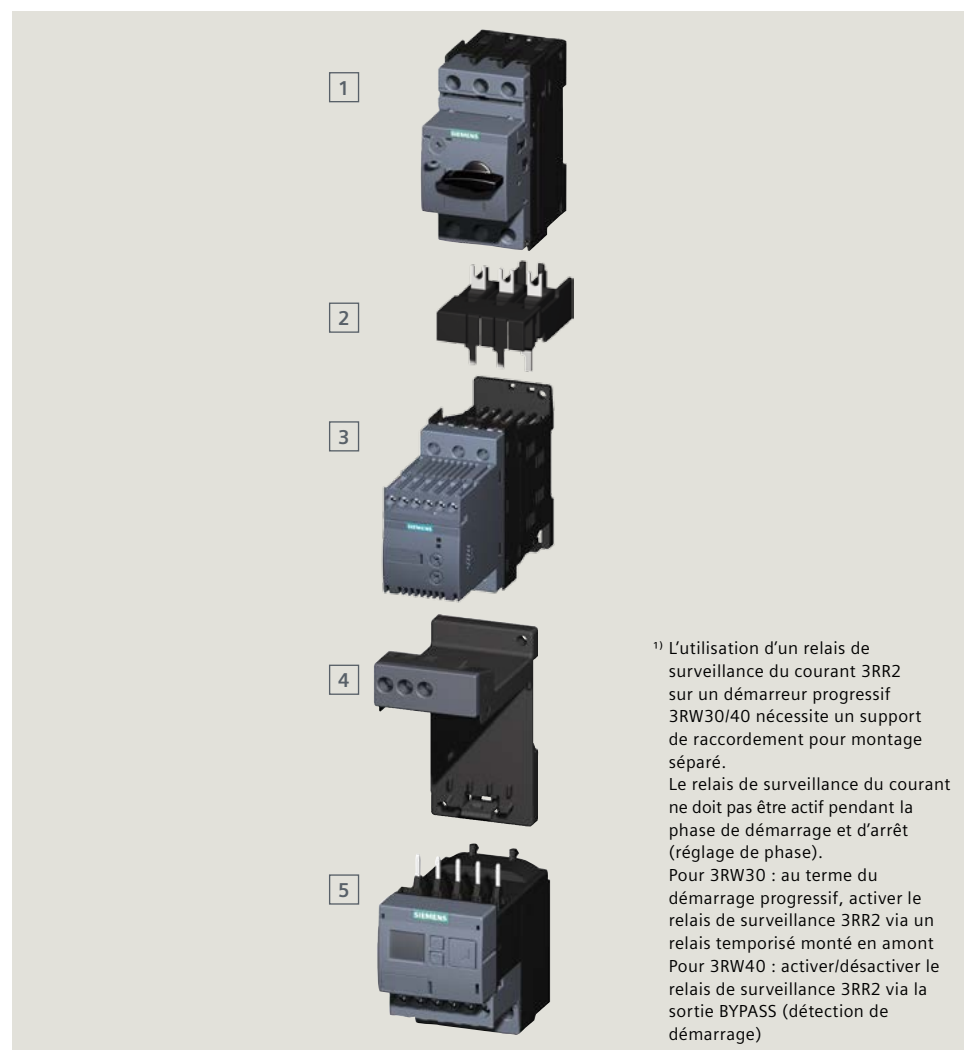 1
SIEMENS
2
3
SIEMENS
4
5
SIEMENS
¹⁾ L’utilisation d’un relais de
surveillance du courant 3RR2
sur un démarreur progressif
3RW30/40 nécessite un support
de raccordement pour montage
séparé.
Le relais de surveillance du courant
ne doit pas être actif pendant la
phase de démarrage et d’arrêt
(réglage de phase).
Pour 3RW30 : au terme du
démarrage progressif, activer le
relais de surveillance 3RR2 via un
relais temporisé monté en amont
Pour 3RW40 : activer/désactiver le
relais de surveillance 3RR2 via la
sortie BYPASS (détection de
démarrage)